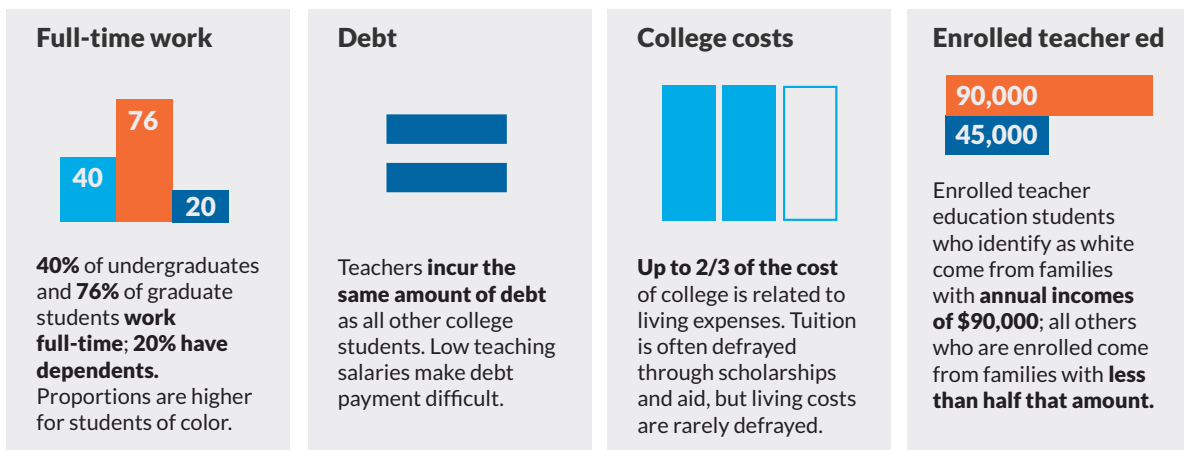 Full-time work
76
40
20
40% of undergraduates
and 76% of graduate
students work
full-time; 20% have
dependents.
Proportions are higher
for students of color.
Debt
Teachers incur the
same amount of debt
as all other college
students. Low teaching
salaries make debt
payment difficult.
College costs
Up to 2/3 of the cost
of college is related to
living expenses. Tuition
is often defrayed
through scholarships
and aid, but living costs
are rarely defrayed.
Enrolled teacher ed
90,000
45,000
Enrolled teacher
education students
who identify as white
come from families
with annual incomes
of $90,000; all others
who are enrolled come
from families with less
than half that amount.